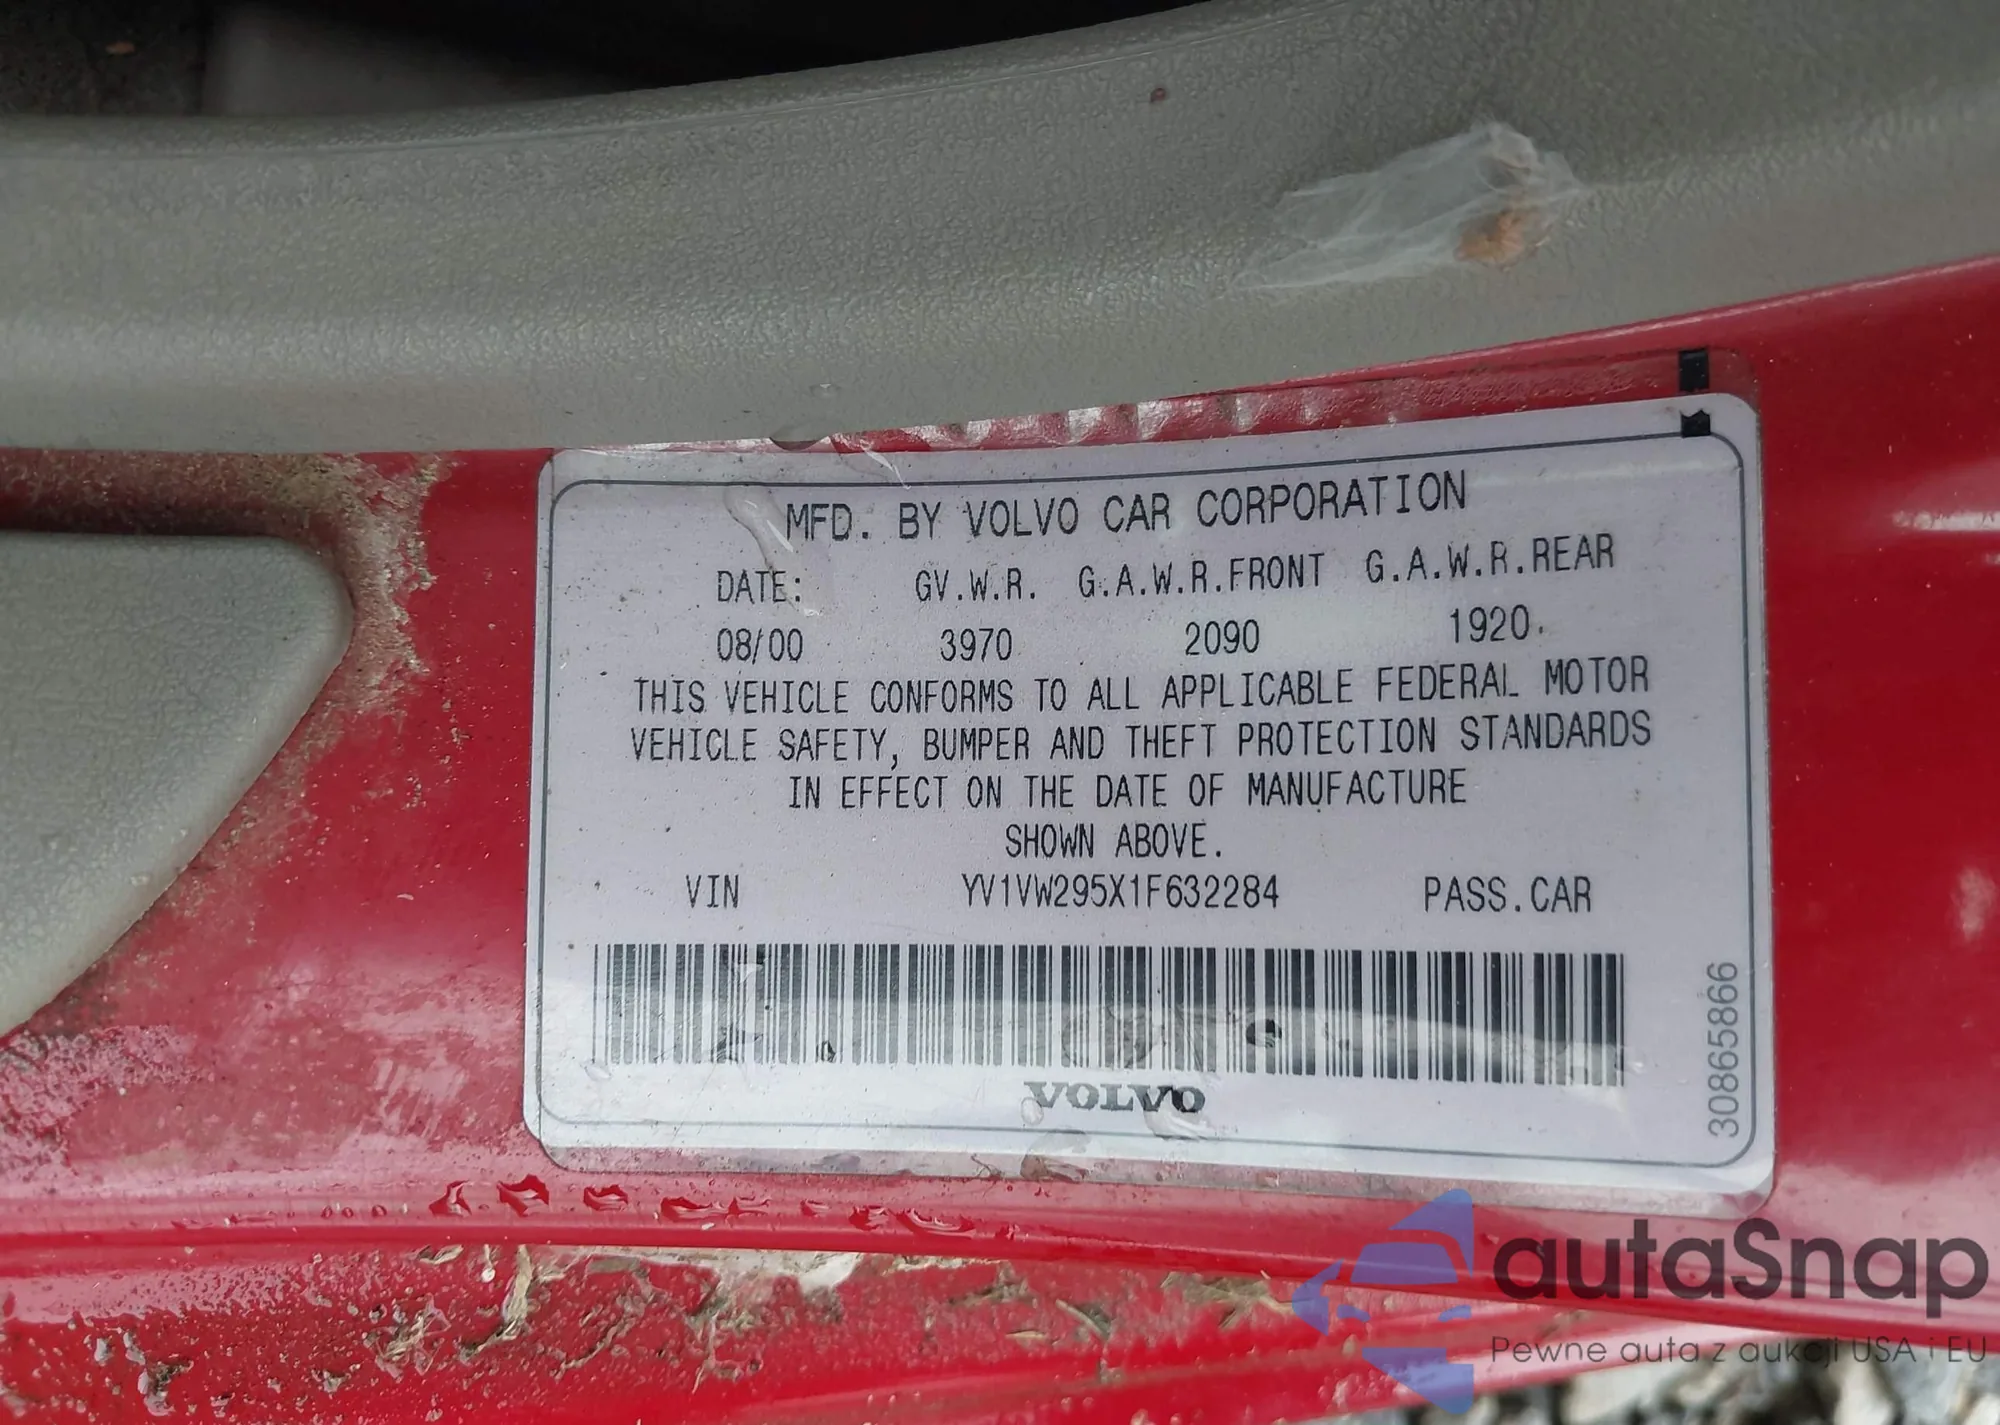 MFD. BY VOLVO CAR CORPORATION
DATE: GV.W.R. G.A.W.R.FRONT G.A.W.R.REAR
08/00 3970 2090 1920.
THIS VEHICLE CONFORMS TO ALL APPLICABLE FEDERAL MOTOR
VEHICLE SAFETY, BUMPER AND THEFT PROTECTION STANDARDS
IN EFFECT ON THE DATE OF MANUFACTURE
SHOWN ABOVE.
VIN YV1VW295X1F632284 PASS.CAR
30865866
VOLVO
autaSnap
Pewne auta z aukcji USA i EU